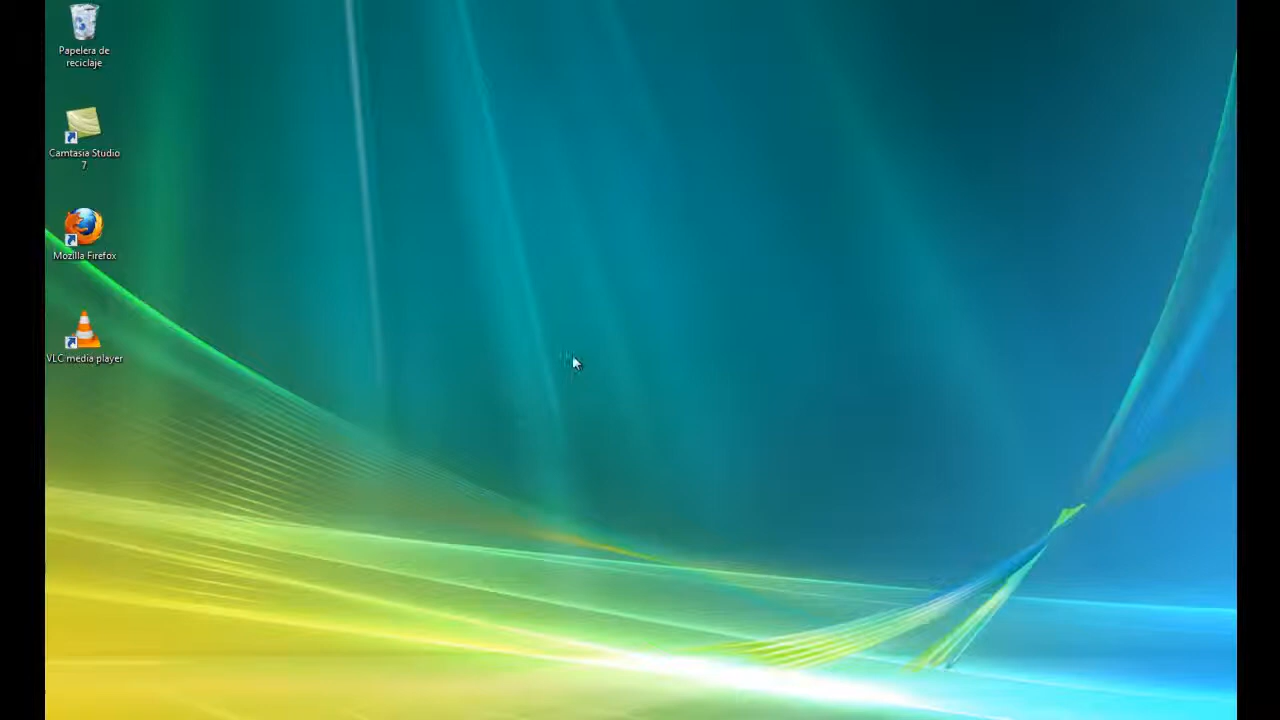 Papelera de
reciclaje
Camtasia Studio
7
Mozilla Firefox
VLC media player